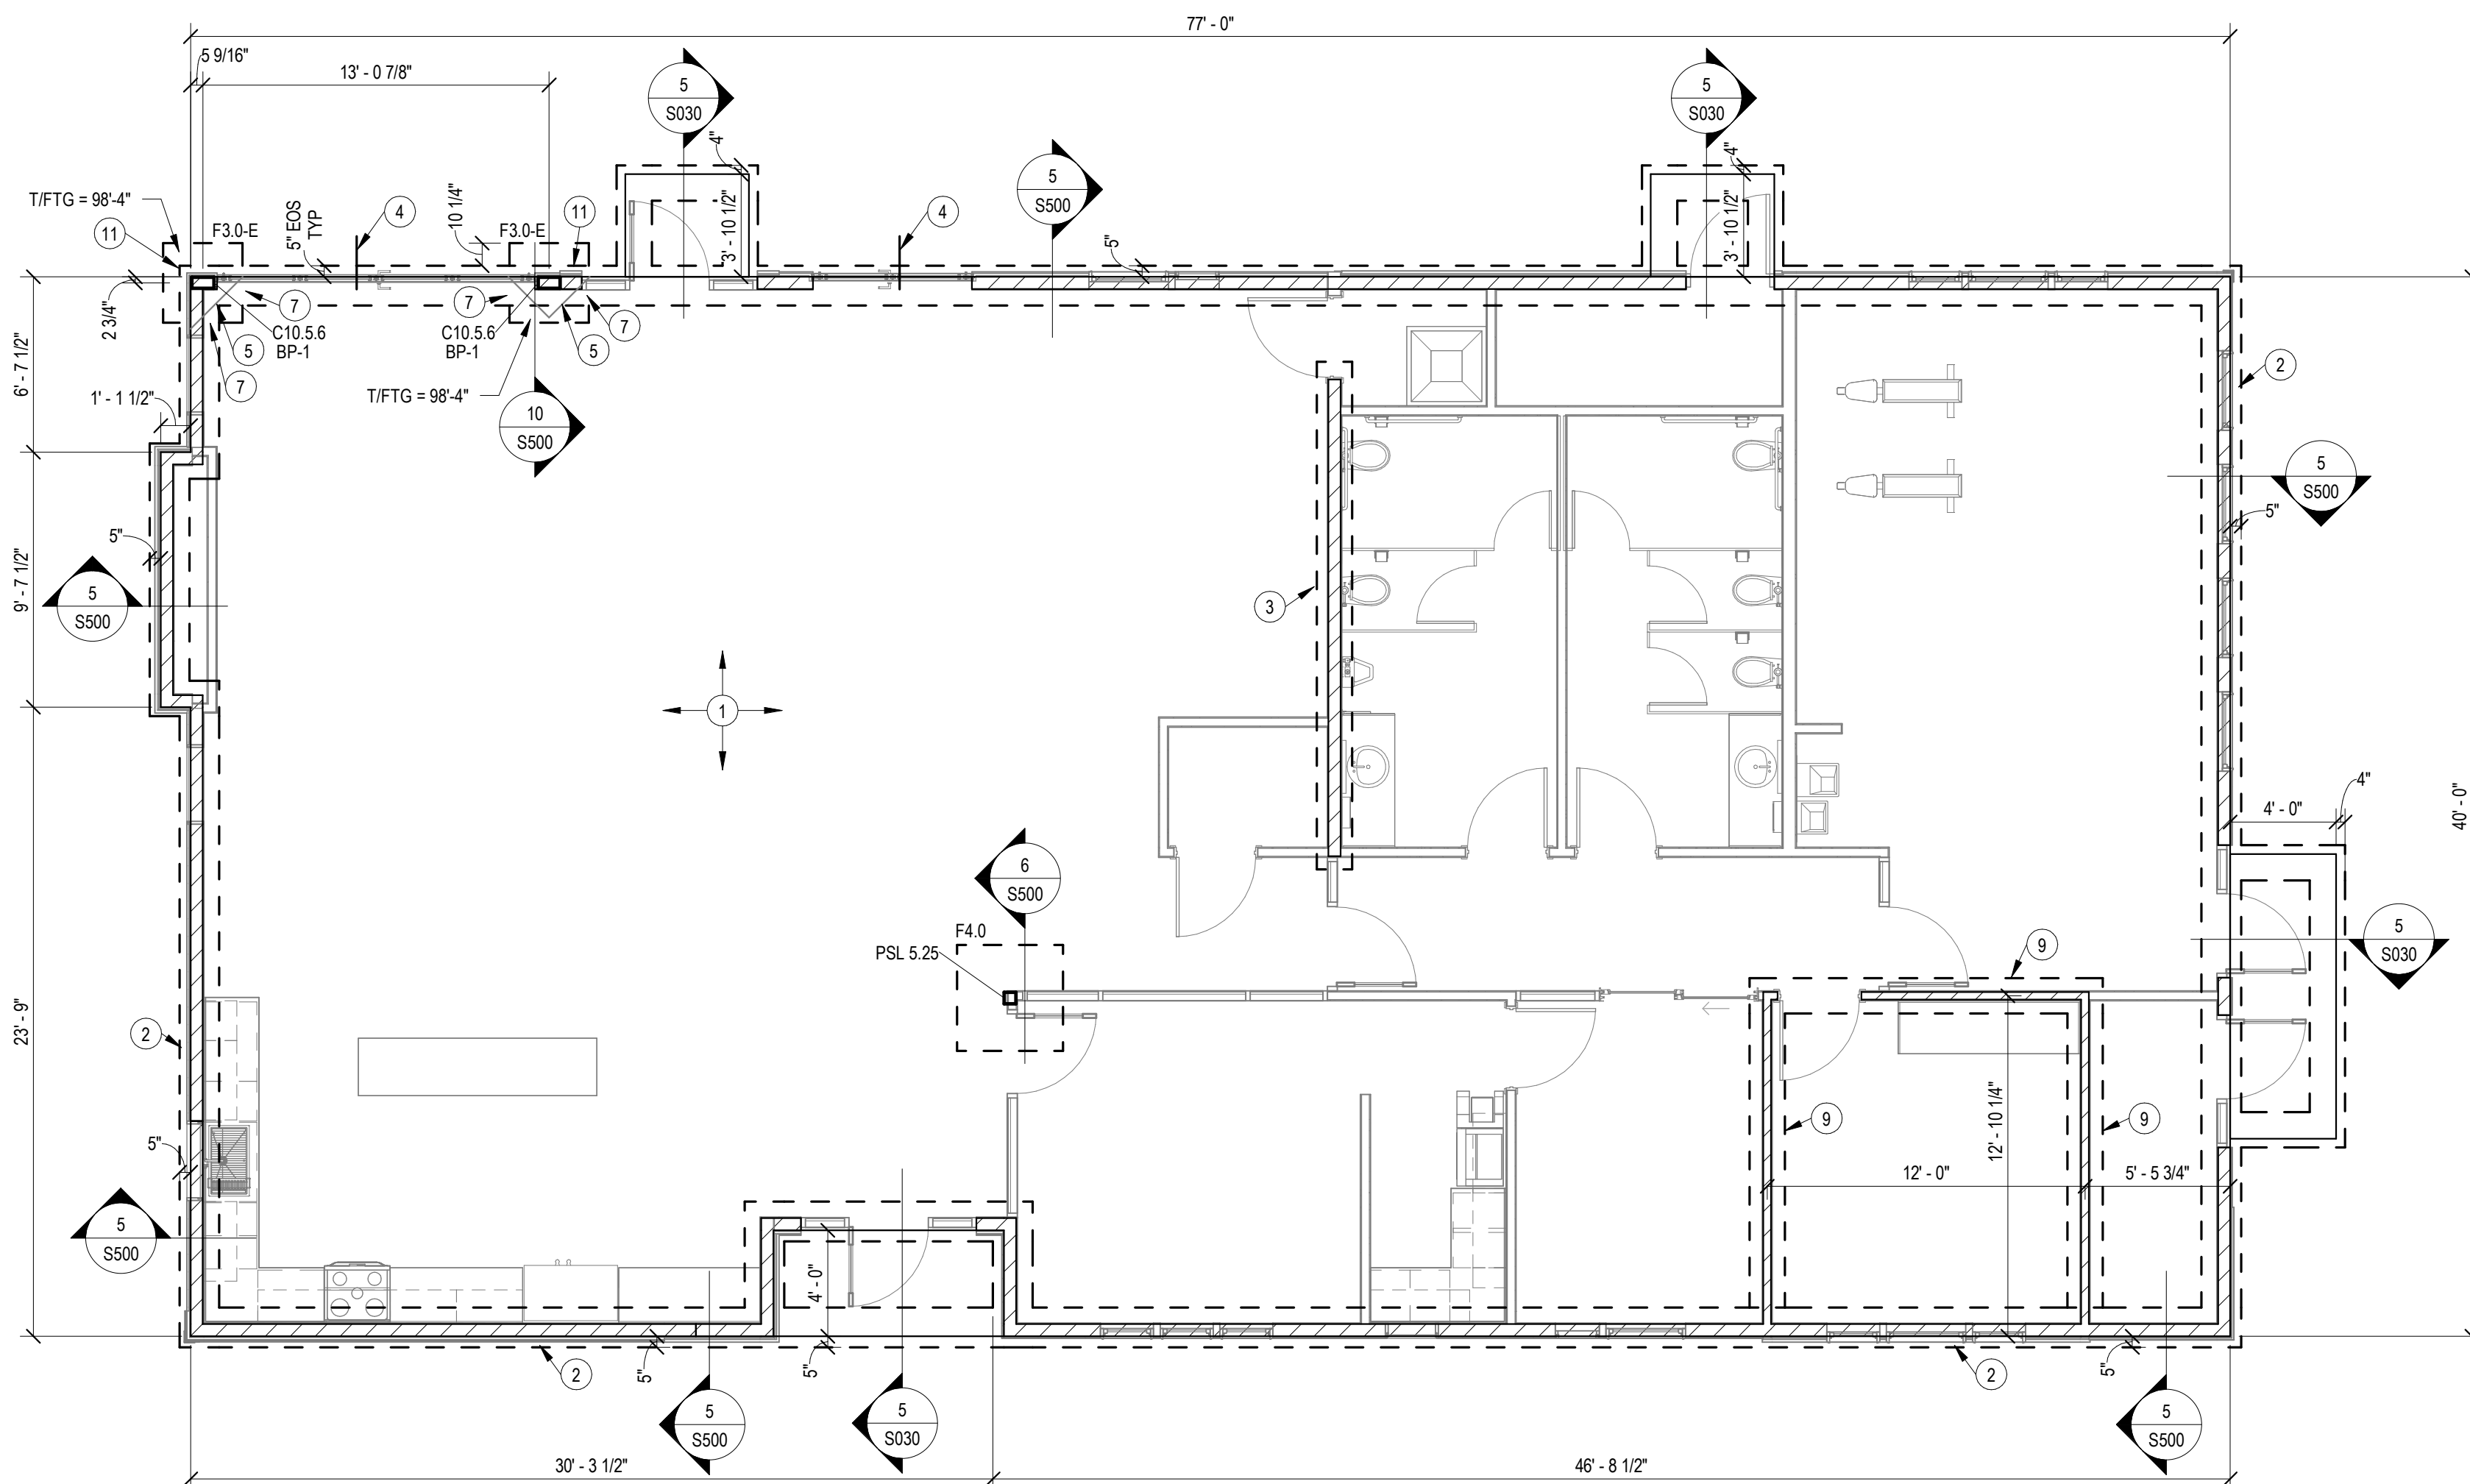 77' - 0"
5 9/16"
13' - 0 7/8"
5
S030
5
S030
4"
4"
5
S500
T/FTG = 98'-4"
4
11
4
11
F3.0-E
F3.0-E
5" EOS
TYP
10 1/4"
3' - 10 1/2"
3' - 10 1/2"
5"
2 3/4"
7
7
7
C10.5.6
BP-1
C10.5.6
BP-1
5
5
7
T/FTG = 98'-4"
10
S500
6' - 7 1/2"
1' - 1 1/2"
2
5
S500
5"
5"
5
S500
9' - 7 1/2"
3
1
4"
4' - 0"
40' - 0"
6
S500
F4.0
PSL 5.25
9
5
S030
23' - 9"
2
9
9
12' - 10 1/4"
12' - 0"
5' - 5 3/4"
5"
5
S500
4' - 0"
5"
5"
5"
2
2
5
S500
5
S030
5
S500
30' - 3 1/2"
46' - 8 1/2"